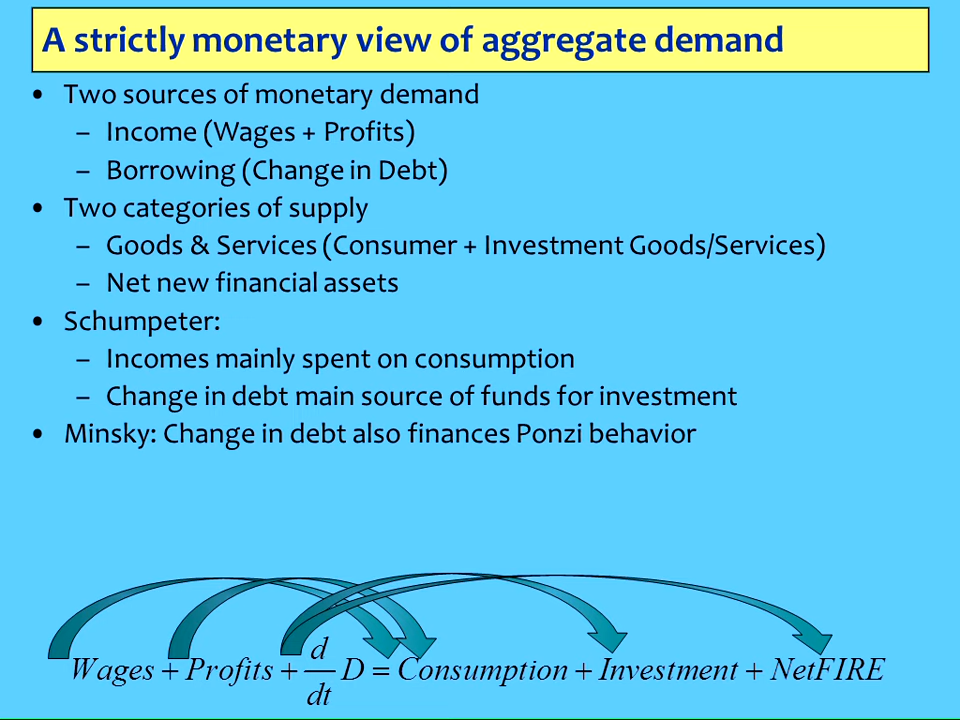 A strictly monetary view of aggregate demand
• Two sources of monetary demand
– Income (Wages + Profits)
– Borrowing (Change in Debt)
• Two categories of supply
– Goods & Services (Consumer + Investment Goods/Services)
– Net new financial assets
• Schumpeter:
– Incomes mainly spent on consumption
– Change in debt main source of funds for investment
• Minsky: Change in debt also finances Ponzi behavior
Wages + Profits + d/dt D = Consumption + Investment + NetFIRE